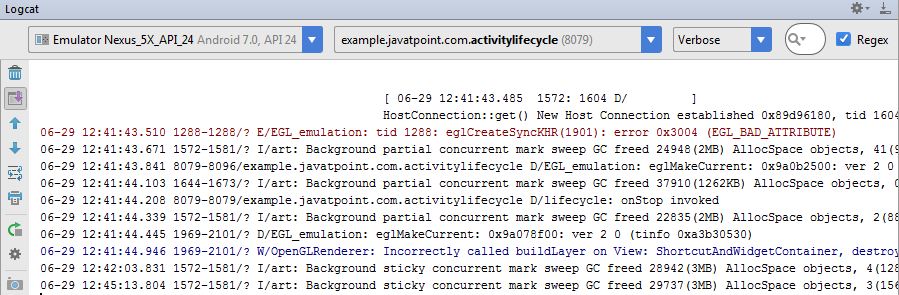 Logcat
Emulator Nexus_5X_API_24 Android 7.0, API 24 example.javatpoint.com.activitylifecycle (8079) Verbose Regex
[ 06-29 12:41:43.485 1572: 1604 D/ ]
HostConnection::get() New Host Connection established 0x89d96180, tid 1604
06-29 12:41:43.510 1288-1288/? E/EGL_emulation: tid 1288: eglCreateSyncKHR(1901): error 0x3004 (EGL_BAD_ATTRIBUTE)
06-29 12:41:43.671 1572-1581/? I/art: Background partial concurrent mark sweep GC freed 24948(2MB) AllocSpace objects, 41(9
06-29 12:41:43.841 8079-8096/example.javatpoint.com.activitylifecycle D/EGL_emulation: eglMakeCurrent: 0x9a0b2500: ver 2 0
06-29 12:41:44.103 1644-1673/? I/art: Background partial concurrent mark sweep GC freed 37910(1262KB) AllocSpace objects, 0
06-29 12:41:44.208 8079-8079/example.javatpoint.com.activitylifecycle D/lifecycle: onStop invoked
06-29 12:41:44.339 1572-1581/? I/art: Background partial concurrent mark sweep GC freed 22835(2MB) AllocSpace objects, 2(88
06-29 12:41:44.445 1969-2101/? D/EGL_emulation: eglMakeCurrent: 0x9a078f00: ver 2 0 (tinfo 0xa3b30530)
06-29 12:41:44.946 1969-2101/? W/OpenGLRenderer: Incorrectly called buildLayer on View: ShortcutAndWidgetContainer, destroy
06-29 12:42:03.831 1572-1581/? I/art: Background sticky concurrent mark sweep GC freed 28942(3MB) AllocSpace objects, 4(128
06-29 12:45:13.804 1572-1581/? I/art: Background sticky concurrent mark sweep GC freed 29737(3MB) AllocSpace objects, 3(156